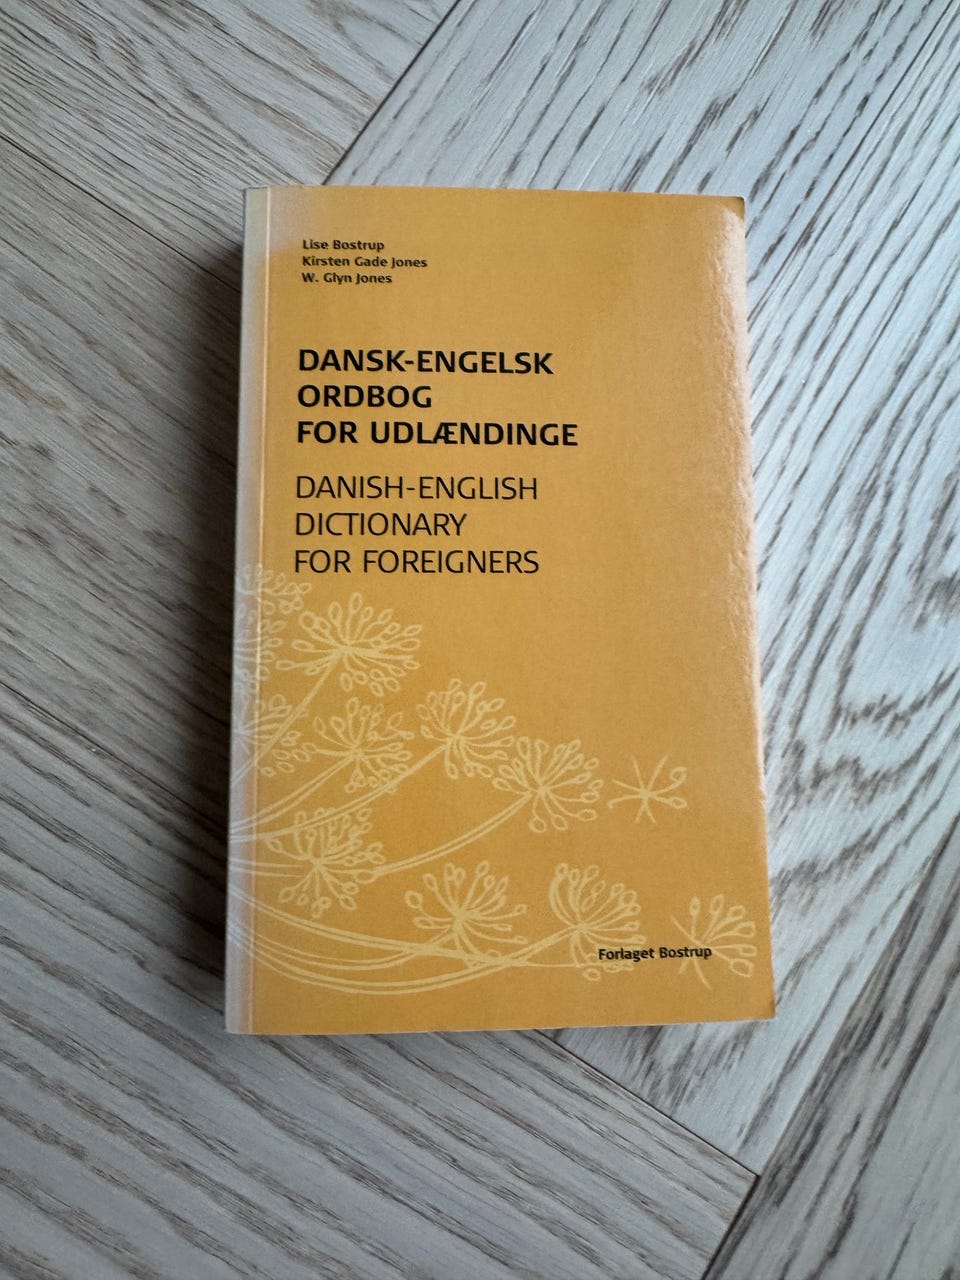 Lise Bostrup
Kirsten Gade Jones
W. Glyn Jones
DANSK-ENGELSK
ORDBOG
FOR UDLÆNDINGE
DANISH-ENGLISH
DICTIONARY
FOR FOREIGNERS
Forlaget Bostrup